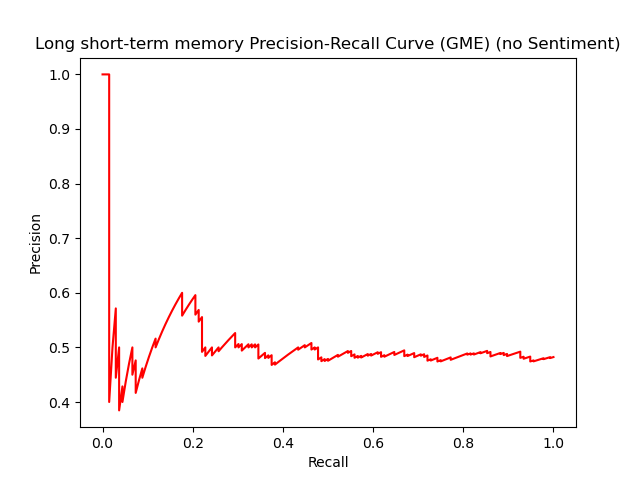 Long short-term memory Precision-Recall Curve (GME) (no Sentiment)
1.0
0.9
0.8
0.7
0.6
0.5
0.4
Precision
0.0 0.2 0.4 0.6 0.8 1.0
Recall